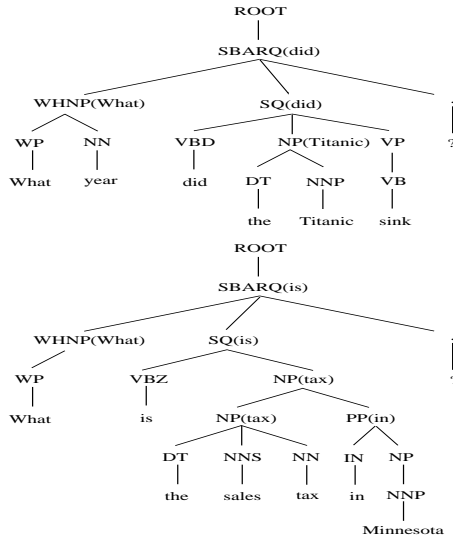 ROOT
SBARQ(did)
WHNP(What) SQ(did)
WP NN VBD NP(Titanic) VP
What year did DT NNP VB
the Titanic sink
ROOT
SBARQ(is)
WHNP(What) SQ(is)
WP VBZ NP(tax)
What is NP(tax) PP(in)
DT NNS NN IN NP
the sales tax in NNP
Minnesota